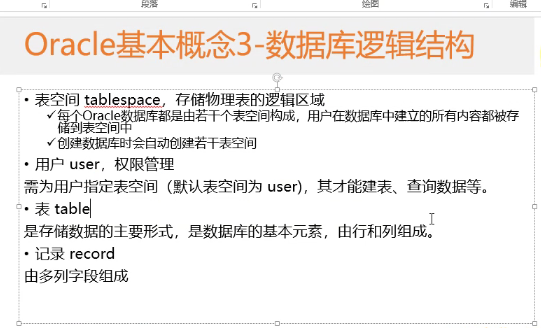 段落
绘图
编辑
Oracle基本概念3-数据库逻辑结构
• 表空间 tablespace，存储物理表的逻辑区域
✓每个Oracle数据库都是由若干个表空间构成，用户在数据库中建立的所有内容都被存
储到表空间中
✓创建数据库时会自动创建若干表空间
• 用户 user，权限管理
需为用户指定表空间（默认表空间为 user)，其才能建表、查询数据等。
• 表 table
是存储数据的主要形式，是数据库的基本元素，由行和列组成。
• 记录 record
由多列字段组成